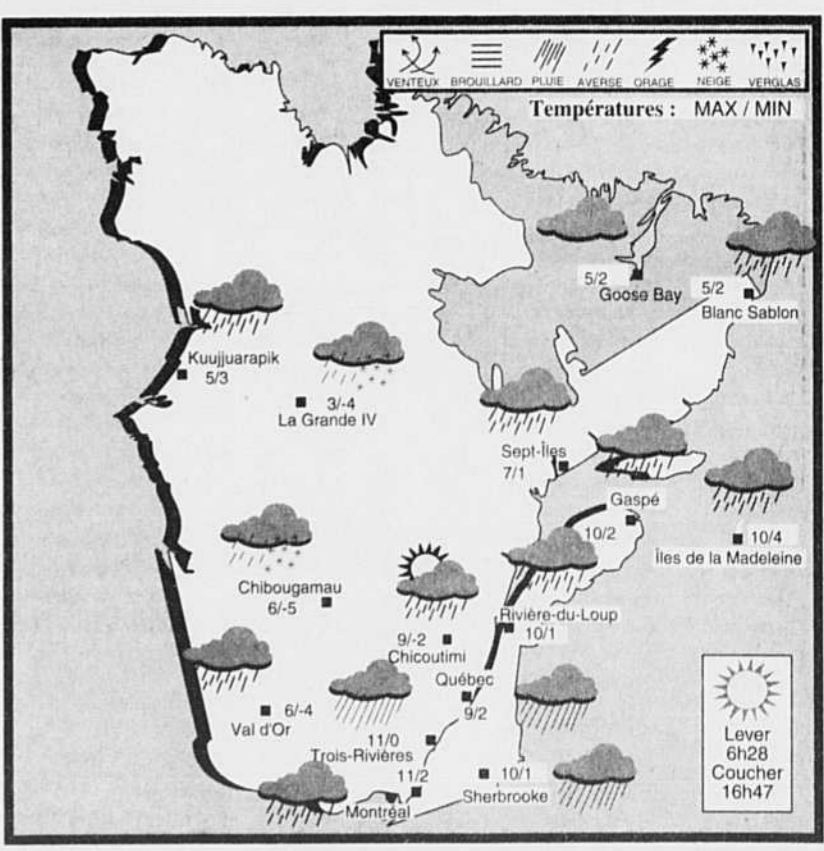 VENTEUX BROUILLARD PLUIE AVERSE ORAGE NEIGE VERGLAS
Températures : MAX / MIN
5/2
Goose Bay
5/2
Blanc Sablon
Kuujjuarapik
5/3
3/-4
La Grande IV
Sept-Îles
7/1
Gaspé
10/2
10/4
Îles de la Madeleine
Chibougamau
6/-5
9/-2
Chicoutimi
Rivière-du-Loup
10/1
Québec
9/2
6/-4
Val d'Or
11/0
Trois-Rivières
11/2
Montréal
10/1
Sherbrooke
Lever
6h28
Coucher
16h47